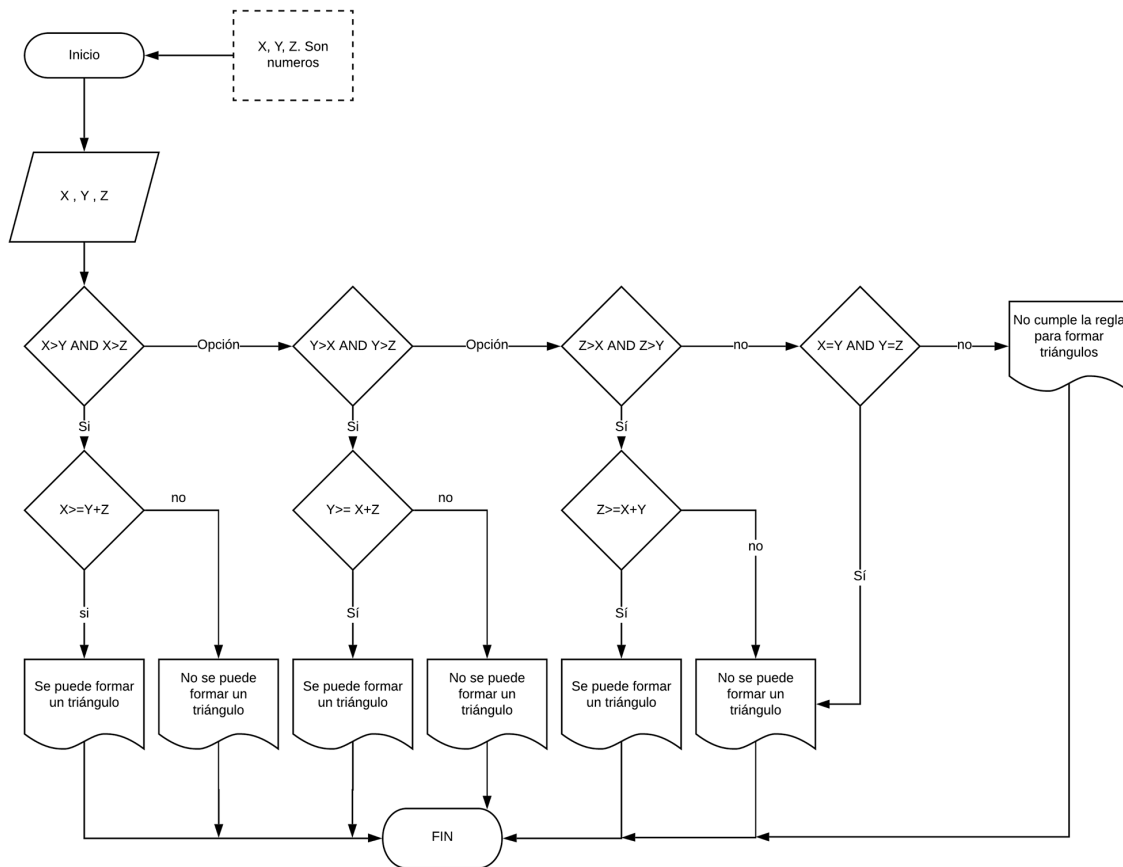 X, Y, Z. Son
numeros
Inicio
X , Y , Z
X>Y AND X>Z
Opción
Y>X AND Y>Z
Opción
Z>X AND Z>Y
no
X=Y AND Y=Z
no
No cumple la regla
para formar
triángulos
Si
Si
Sí
X>=Y+Z
no
Y>= X+Z
no
Z>=X+Y
no
Sí
si
Sí
Sí
Se puede formar
un triángulo
No se puede
formar un
triángulo
Se puede formar
un triángulo
No se puede
formar un
triángulo
Se puede formar
un triángulo
No se puede
formar un
triángulo
FIN